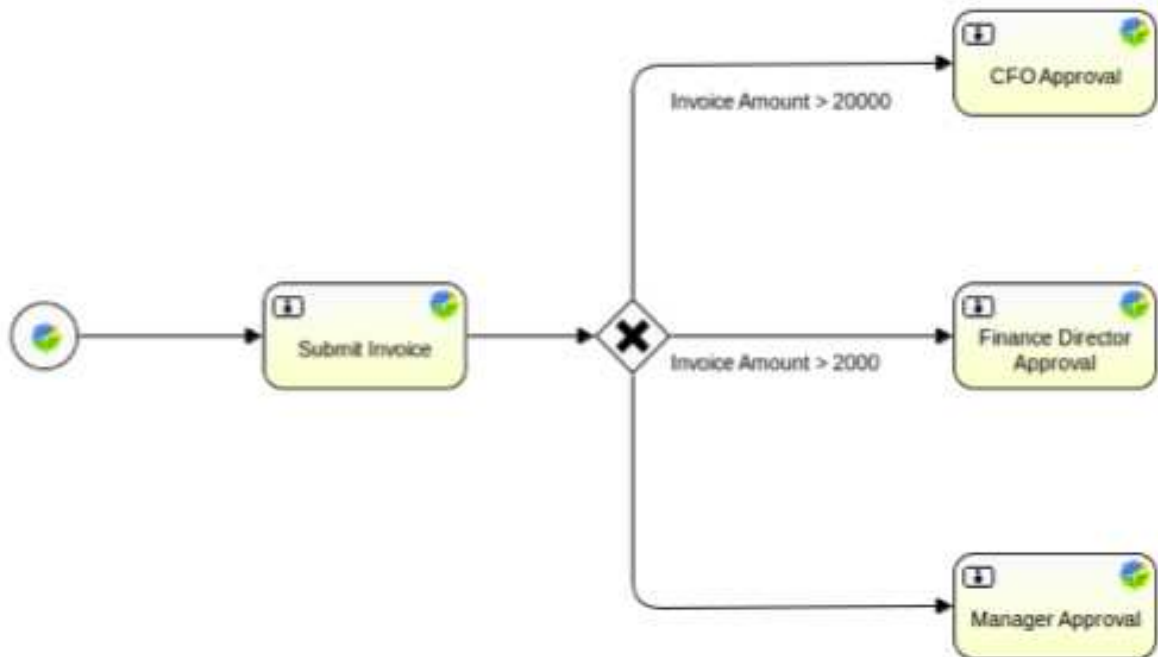 CFO Approval
Invoice Amount > 20000
Submit Invoice
Finance Director
Approval
Invoice Amount > 2000
Manager Approval